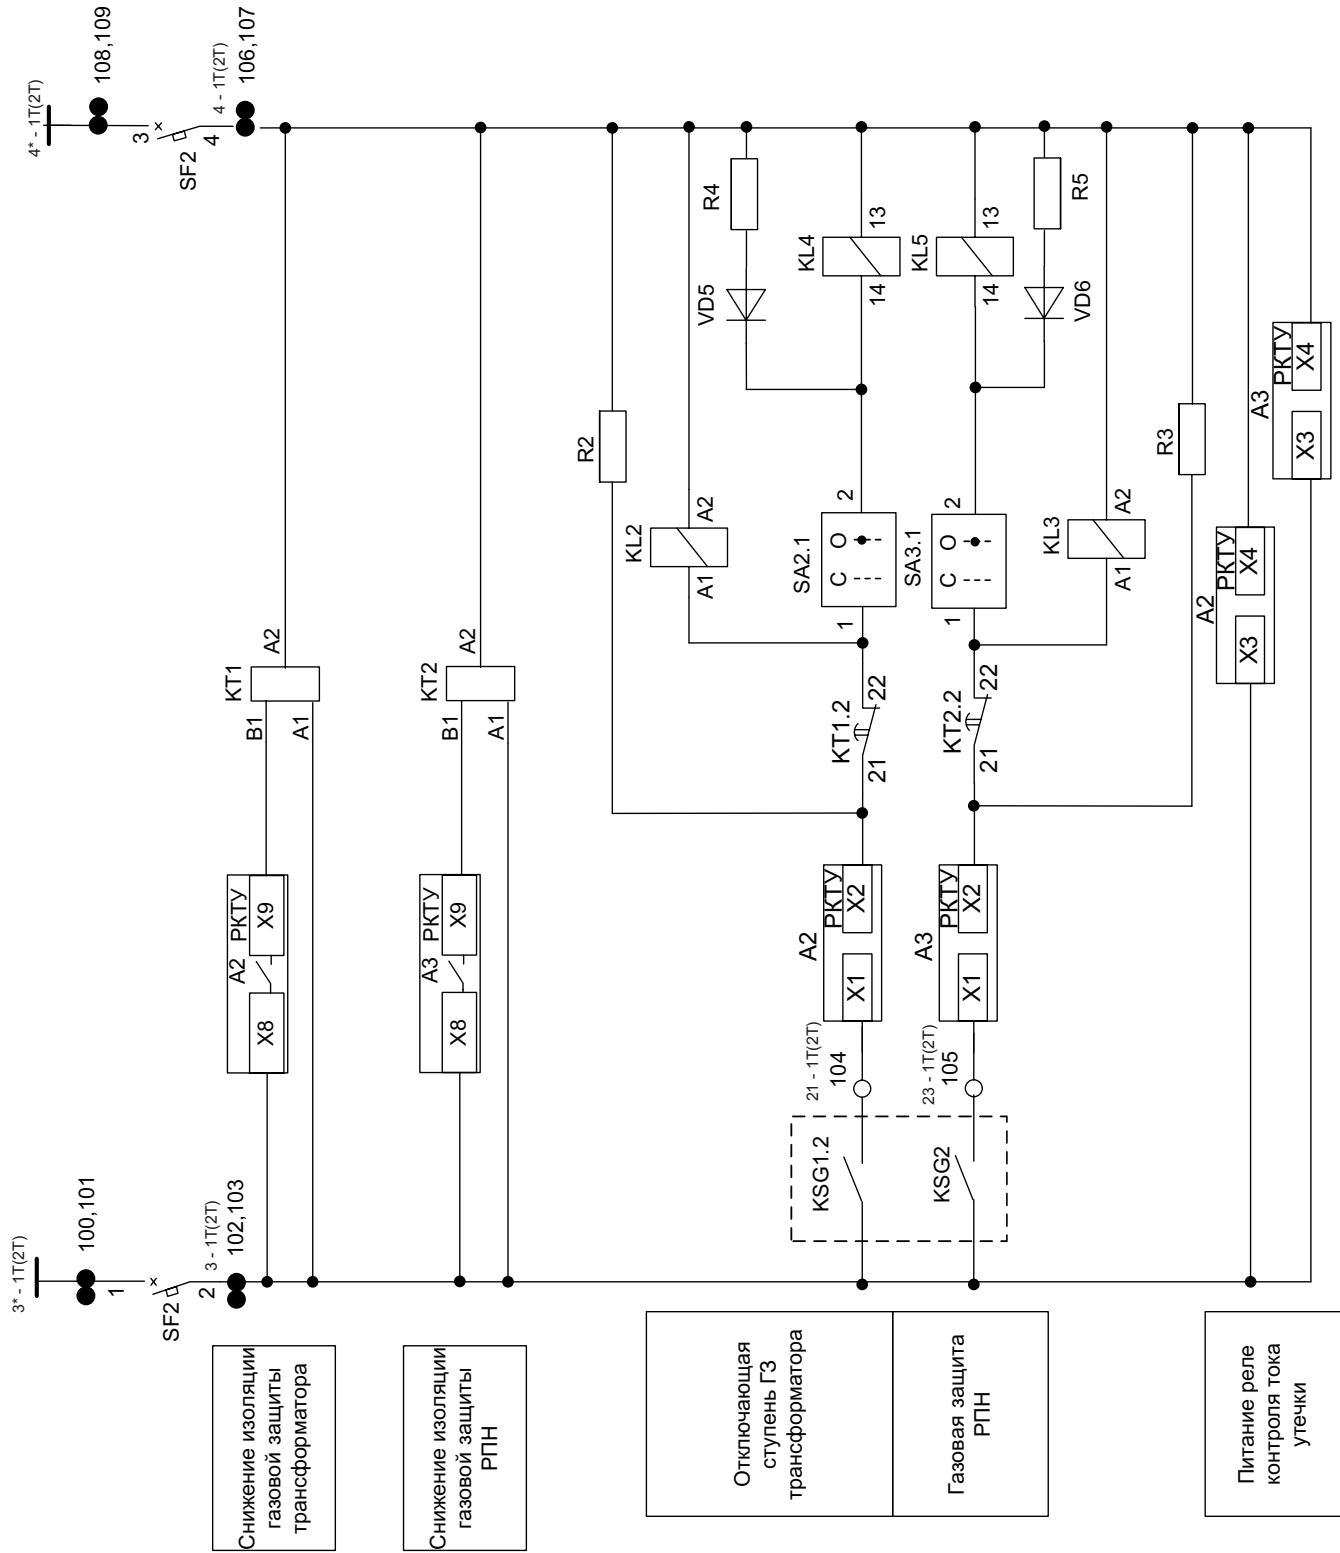 3* - 1Т(2Т)
100,101
1
SF2
2
3 - 1Т(2Т)
102,103
4* - 1Т(2Т)
108,109
3
SF2
4
4 - 1Т(2Т)
106,107
Снижение изоляции
газовой защиты
трансформатора
A2
РКТУ
X8
X9
KT1
B1
A1
A2
Снижение изоляции
газовой защиты
РПН
A3
РКТУ
X8
X9
KT2
B1
A1
A2
R2
KL2
A1
A2
R4
VD5
Отключающая
ступень ГЗ
трансформатора
KSG1.2
21 - 1Т(2Т)
104
A2
РКТУ
X1
X2
KT1.2
21
22
SA2.1
1
С О
2
KL4
14
13
Газовая защита
РПН
KSG2
23 - 1Т(2Т)
105
A3
РКТУ
X1
X2
KT2.2
21
22
SA3.1
1
С О
2
KL5
14
13
VD6
R5
KL3
A1
A2
R3
Питание реле
контроля тока
утечки
A2
РКТУ
X3
X4
A3
РКТУ
X3
X4